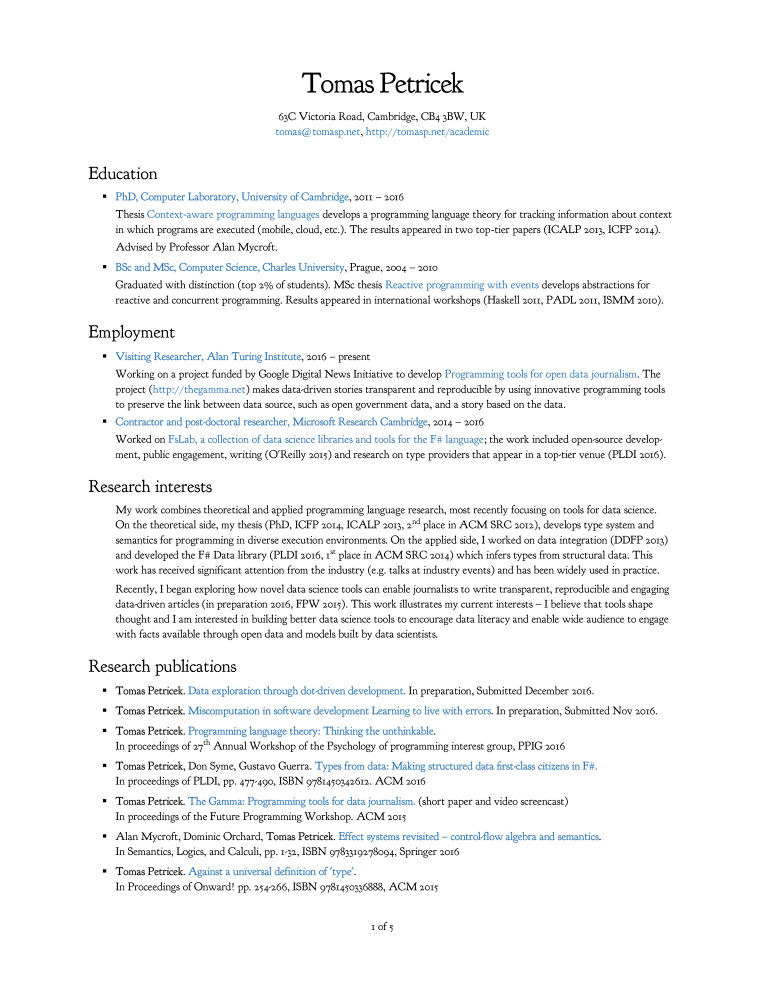 Tomas Petricek
63C Victoria Road, Cambridge, CB4 3BW, UK
tomas@tomasp.net, http://tomasp.net/academic
Education
▪ PhD, Computer Laboratory, University of Cambridge, 2011 – 2016
Thesis Context-aware programming languages develops a programming language theory for tracking information about context
in which programs are executed (mobile, cloud, etc.). The results appeared in two top-tier papers (ICALP 2013, ICFP 2014).
Advised by Professor Alan Mycroft.
▪ BSc and MSc, Computer Science, Charles University, Prague, 2004 – 2010
Graduated with distinction (top 2% of students). MSc thesis Reactive programming with events develops abstractions for
reactive and concurrent programming. Results appeared in international workshops (Haskell 2011, PADL 2011, ISMM 2010).
Employment
▪ Visiting Researcher, Alan Turing Institute, 2016 – present
Working on a project funded by Google Digital News Initiative to develop Programming tools for open data journalism. The
project (http://thegamma.net) makes data-driven stories transparent and reproducible by using innovative programming tools
to preserve the link between data source, such as open government data, and a story based on the data.
▪ Contractor and post-doctoral researcher, Microsoft Research Cambridge, 2014 – 2016
Worked on FsLab, a collection of data science libraries and tools for the F# language; the work included open-source develop-
ment, public engagement, writing (O'Reilly 2015) and research on type providers that appear in a top-tier venue (PLDI 2016).
Research interests
My work combines theoretical and applied programming language research, most recently focusing on tools for data science.
On the theoretical side, my thesis (PhD, ICFP 2014, ICALP 2013, 2nd place in ACM SRC 2012), develops type system and
semantics for programming in diverse execution environments. On the applied side, I worked on data integration (DDFP 2013)
and developed the F# Data library (PLDI 2016, 1st place in ACM SRC 2014) which infers types from structural data. This
work has received significant attention from the industry (e.g. talks at industry events) and has been widely used in practice.
Recently, I began exploring how novel data science tools can enable journalists to write transparent, reproducible and engaging
data-driven articles (in preparation 2016, FPW 2015). This work illustrates my current interests – I believe that tools shape
thought and I am interested in building better data science tools to encourage data literacy and enable wide audience to engage
with facts available through open data and models built by data scientists.
Research publications
▪ Tomas Petricek. Data exploration through dot-driven development. In preparation, Submitted December 2016.
▪ Tomas Petricek. Miscomputation in software development Learning to live with errors. In preparation, Submitted Nov 2016.
▪ Tomas Petricek. Programming language theory: Thinking the unthinkable.
In proceedings of 27th Annual Workshop of the Psychology of programming interest group, PPIG 2016
▪ Tomas Petricek, Don Syme, Gustavo Guerra. Types from data: Making structured data first-class citizens in F#.
In proceedings of PLDI, pp. 477-490, ISBN 9781450342612. ACM 2016
▪ Tomas Petricek. The Gamma: Programming tools for data journalism. (short paper and video screencast)
In proceedings of the Future Programming Workshop. ACM 2015
▪ Alan Mycroft, Dominic Orchard, Tomas Petricek. Effect systems revisited – control-flow algebra and semantics.
In Semantics, Logics, and Calculi, pp. 1-32, ISBN 9783319278094, Springer 2016
▪ Tomas Petricek. Against a universal definition of 'type'.
In Proceedings of Onward! pp. 254-266, ISBN 9781450336888, ACM 2015
1 of 5